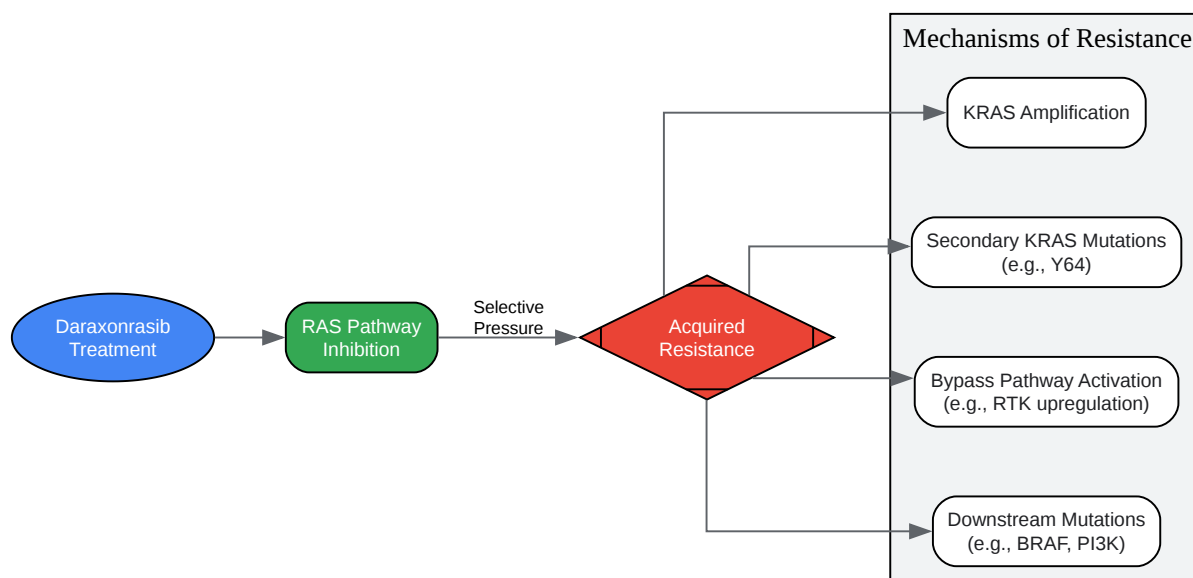 Mechanisms of Resistance
KRAS Amplification
Secondary KRAS Mutations
(e.g., Y64)
Daraxonrasib
Treatment
RAS Pathway
Inhibition
Selective
Pressure
Acquired
Resistance
Bypass Pathway Activation
(e.g., RTK upregulation)
Downstream Mutations
(e.g., BRAF, PI3K)